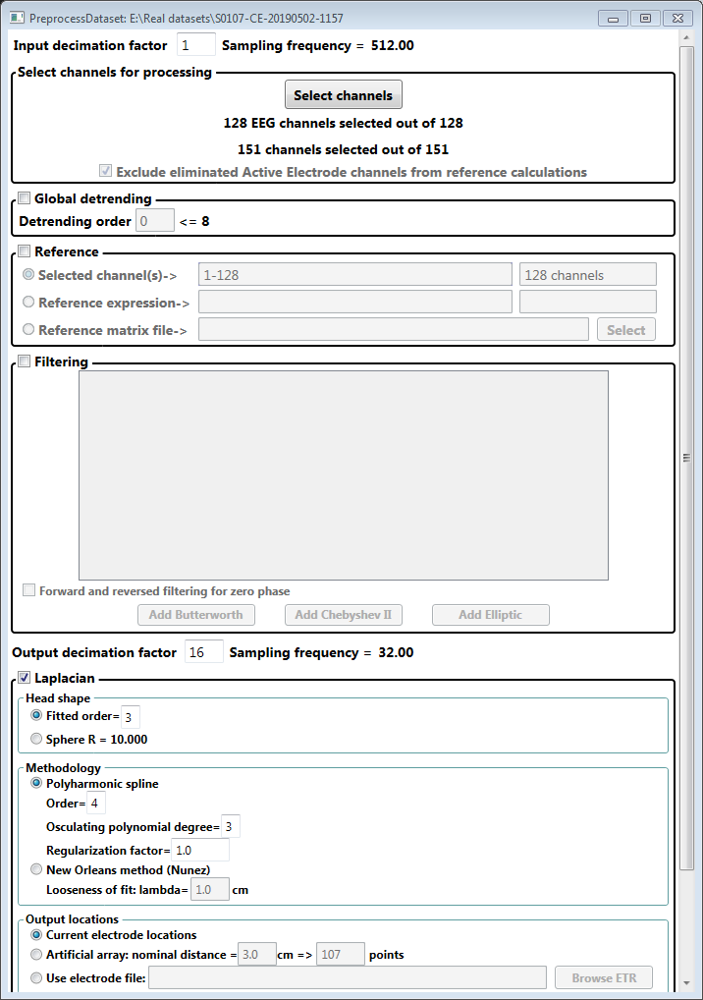 PreprocessDataset: E:\Real datasets\S0107-CE-20190502-1157
Input decimation factor 1 Sampling frequency = 512.00
Select channels for processing
Select channels
128 EEG channels selected out of 128
151 channels selected out of 151
Exclude eliminated Active Electrode channels from reference calculations
Global detrending
Detrending order 0 <= 8
Reference
Selected channel(s)-> 1-128 128 channels
Reference expression->
Reference matrix file-> Select
Filtering
Forward and reversed filtering for zero phase
Add Butterworth Add Chebyshev II Add Elliptic
Output decimation factor 16 Sampling frequency = 32.00
Laplacian
Head shape
Fitted order= 3
Sphere R = 10.000
Methodology
Polyharmonic spline
Order= 4
Osculating polynomial degree= 3
Regularization factor= 1.0
New Orleans method (Nunez)
Looseness of fit: lambda= 1.0 cm
Output locations
Current electrode locations
Artificial array: nominal distance = 3.0 cm => 107 points
Use electrode file: Browse ETR